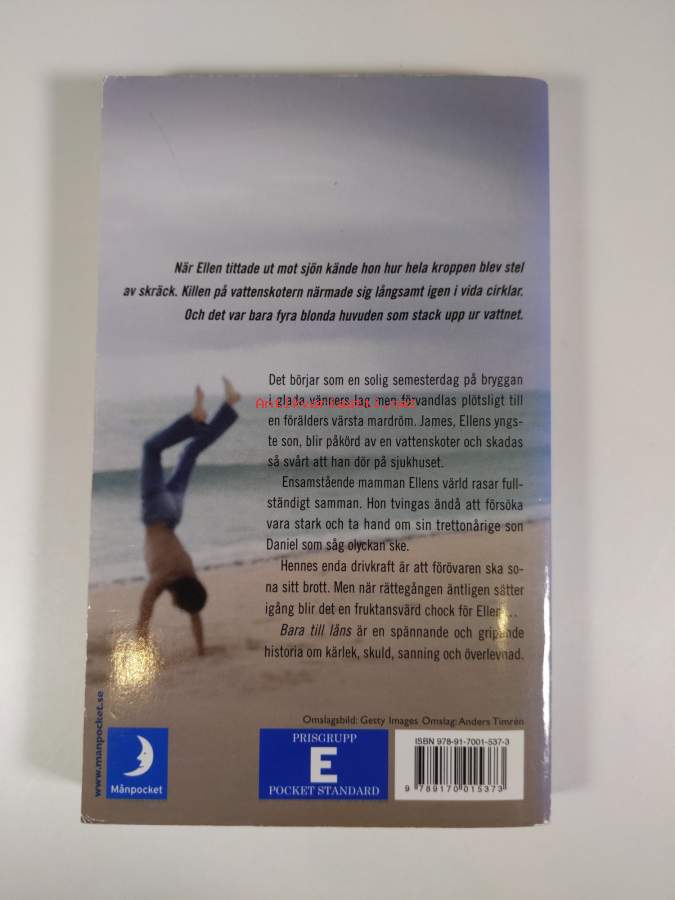 När Ellen tittade ut mot sjön kände hon hur hela kroppen blev stel
av skräck. Killen på vattenskotern närmade sig långsamt igen i vida cirklar.
Och det var bara fyra blonda huvuden som stack upp ur vattnet.
Det börjar som en solig semesterdag på bryggan
i glada vänners lag men förvandlas plötsligt till
en förälders värsta mardröm. James, Ellens yngs-
te son, blir påkörd av en vattenskoter och skadas
så svårt att han dör på sjukhuset.
Ensamstående mamman Ellens värld rasar full-
ständigt samman. Hon tvingas ändå att försöka
vara stark och ta hand om sin trettonårige son
Daniel som såg olyckan ske.
Hennes enda drivkraft är att förövaren ska so-
na sitt brott. Men när rättegången äntligen sätter
igång blir det en fruktansvärd chock för Ellen ...
Bara till låns är en spännande och gripande
historia om kärlek, skuld, sanning och överlevnad.
Omslagsbild: Getty Images Omslag: Anders Timrén
www.manpocket.se
Månpocket
PRISGRUPP
E
POCKET STANDARD
ISBN 978-91-7001-537-3
9 789170 015373